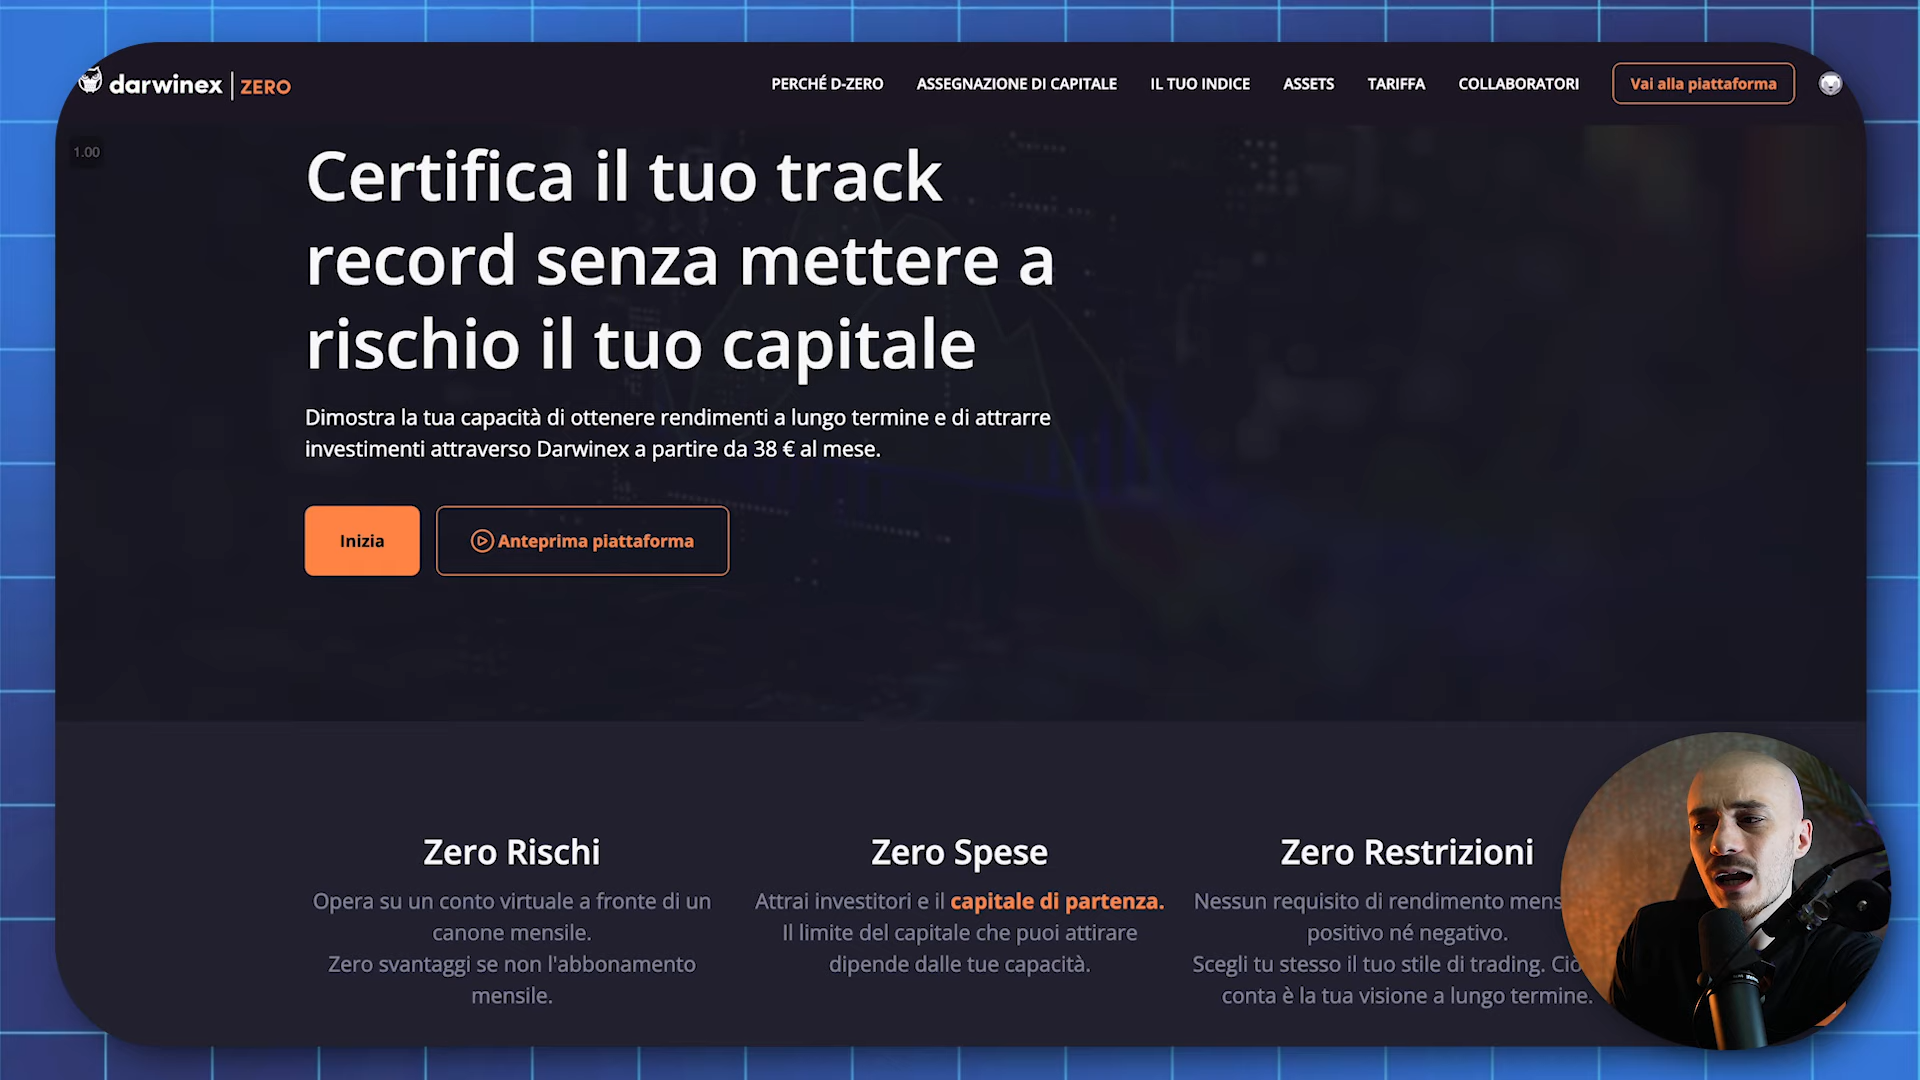 darwinex | ZERO
PERCHÉ D-ZERO
ASSEGNAZIONE DI CAPITALE
IL TUO INDICE
ASSETS
TARIFFA
COLLABORATORI
Vai alla piattaforma
1.00
Certifica il tuo track
record senza mettere a
rischio il tuo capitale
Dimostra la tua capacità di ottenere rendimenti a lungo termine e di attrarre
investimenti attraverso Darwinex a partire da 38 € al mese.
Inizia
Anteprima piattaforma
Zero Rischi
Opera su un conto virtuale a fronte di un
canone mensile.
Zero svantaggi se non l'abbonamento
mensile.
Zero Spese
Attrai investitori e il capitale di partenza.
Il limite del capitale che puoi attirare
dipende dalle tue capacità.
Zero Restrizioni
Nessun requisito di rendimento
positivo né negativo.
Scegli tu stesso il tuo stile di trading. Ciò
conta è la tua visione a lungo termine.